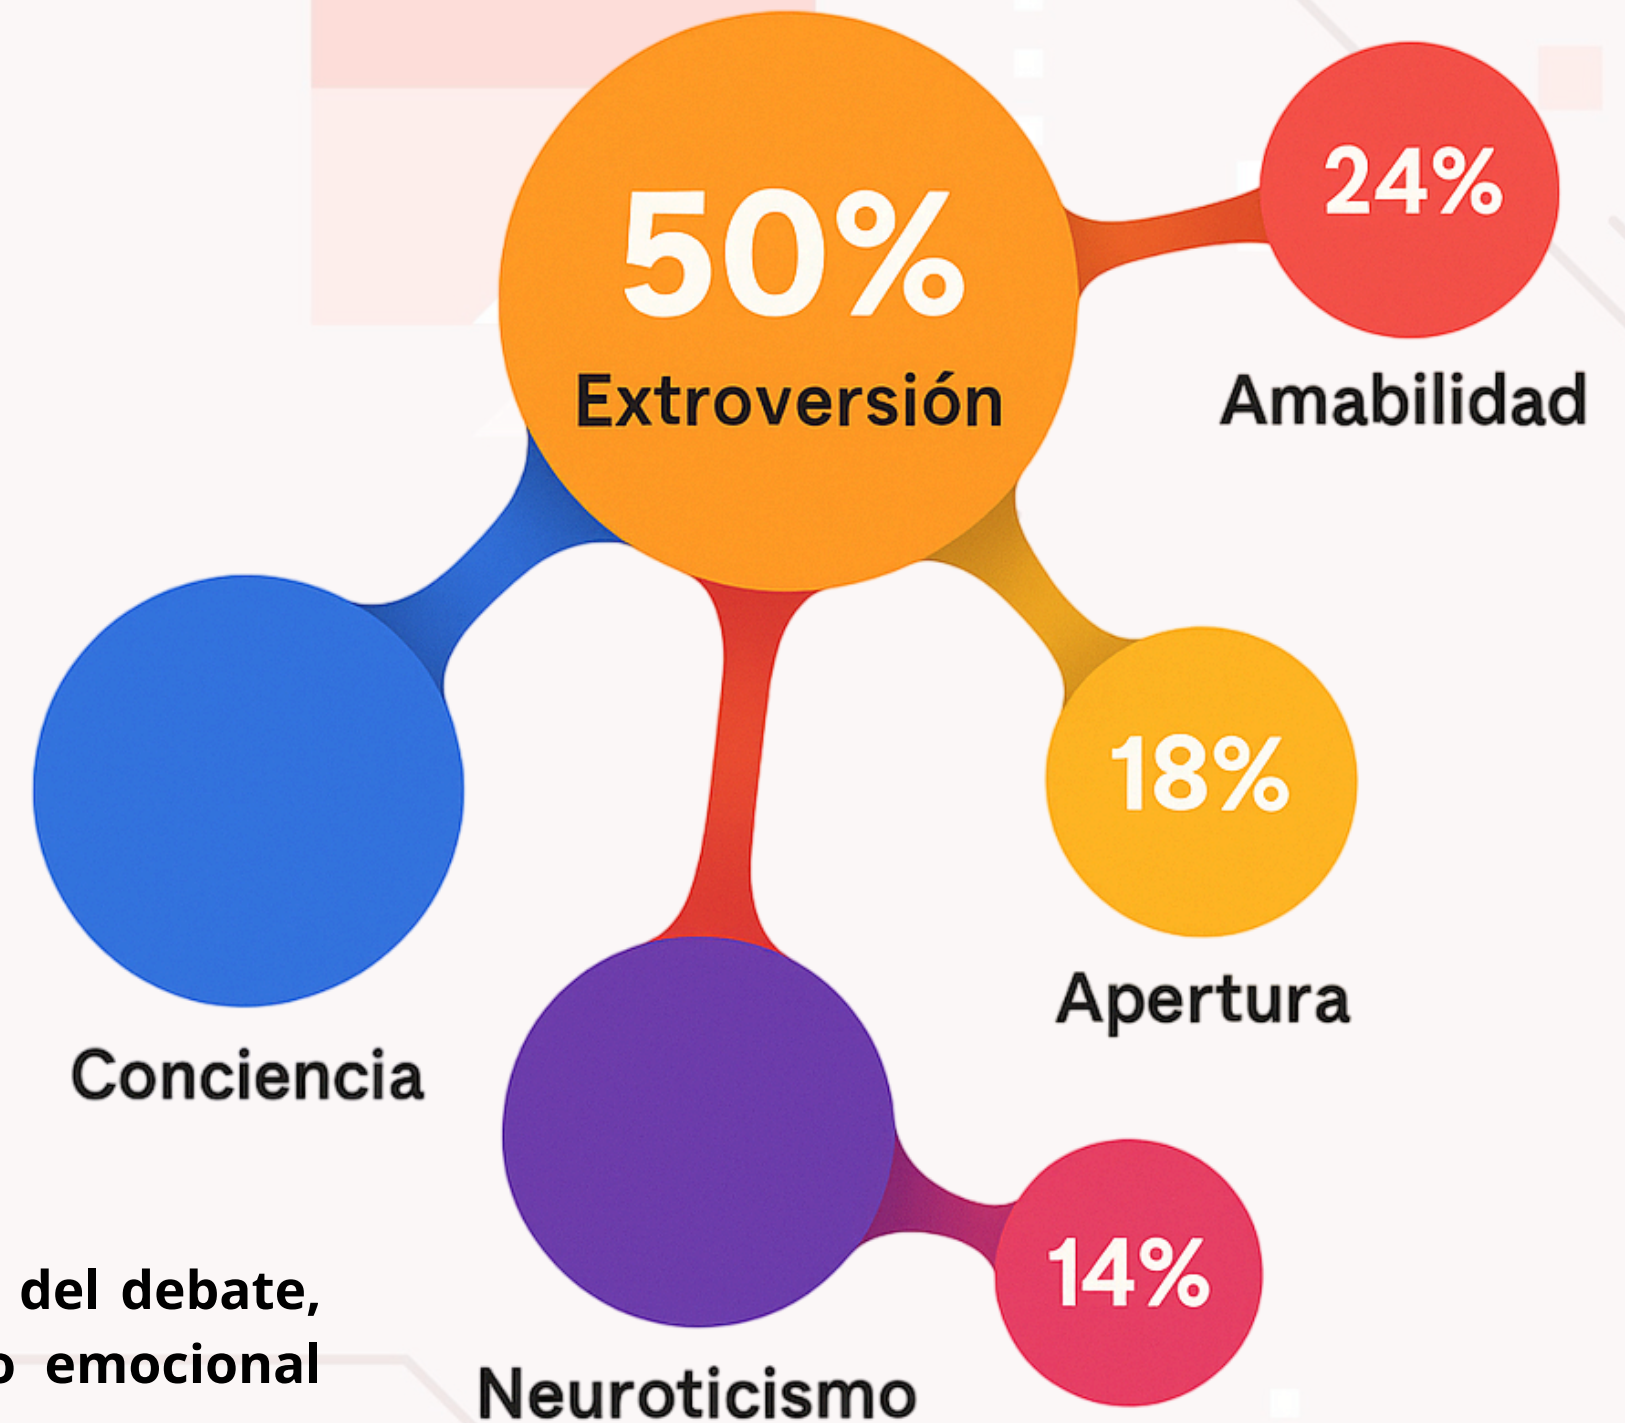 50%
Extroversión
24%
Amabilidad
18%
Apertura
Conciencia
14%
Neuroticismo
del debate,
o emocional